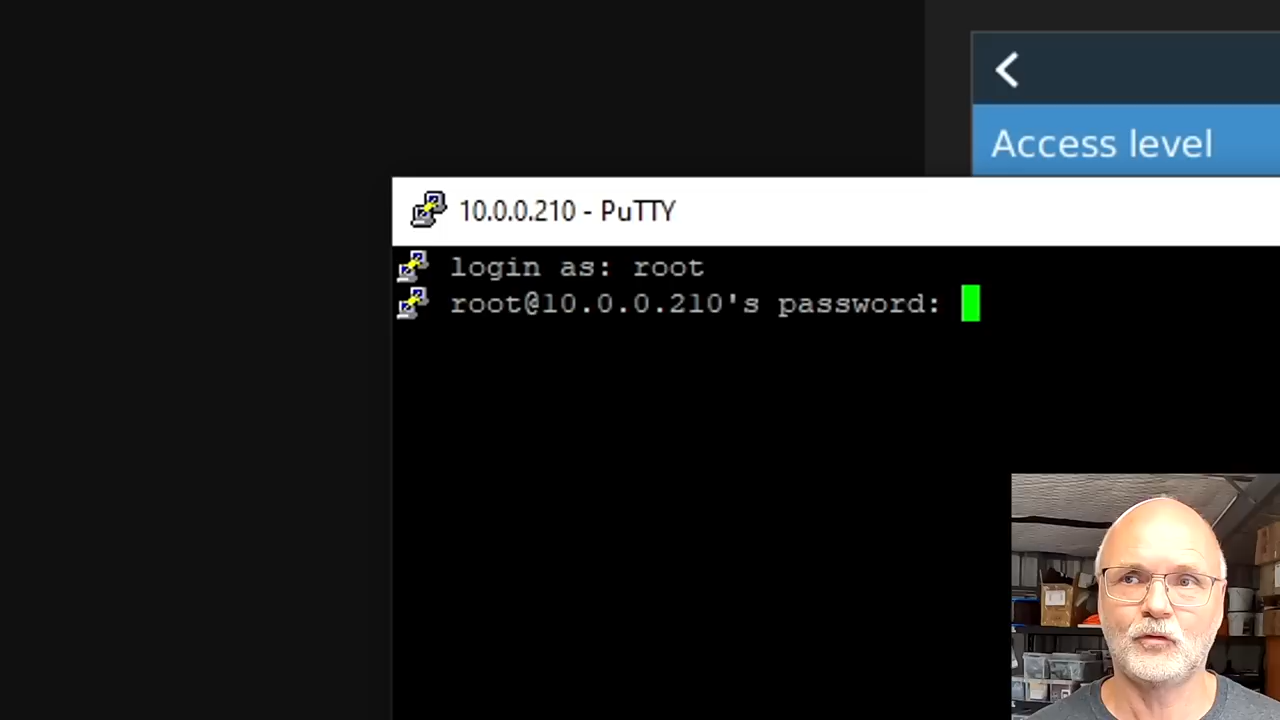 Access level
10.0.0.210 - PuTTY
login as: root
root@10.0.0.210's password: